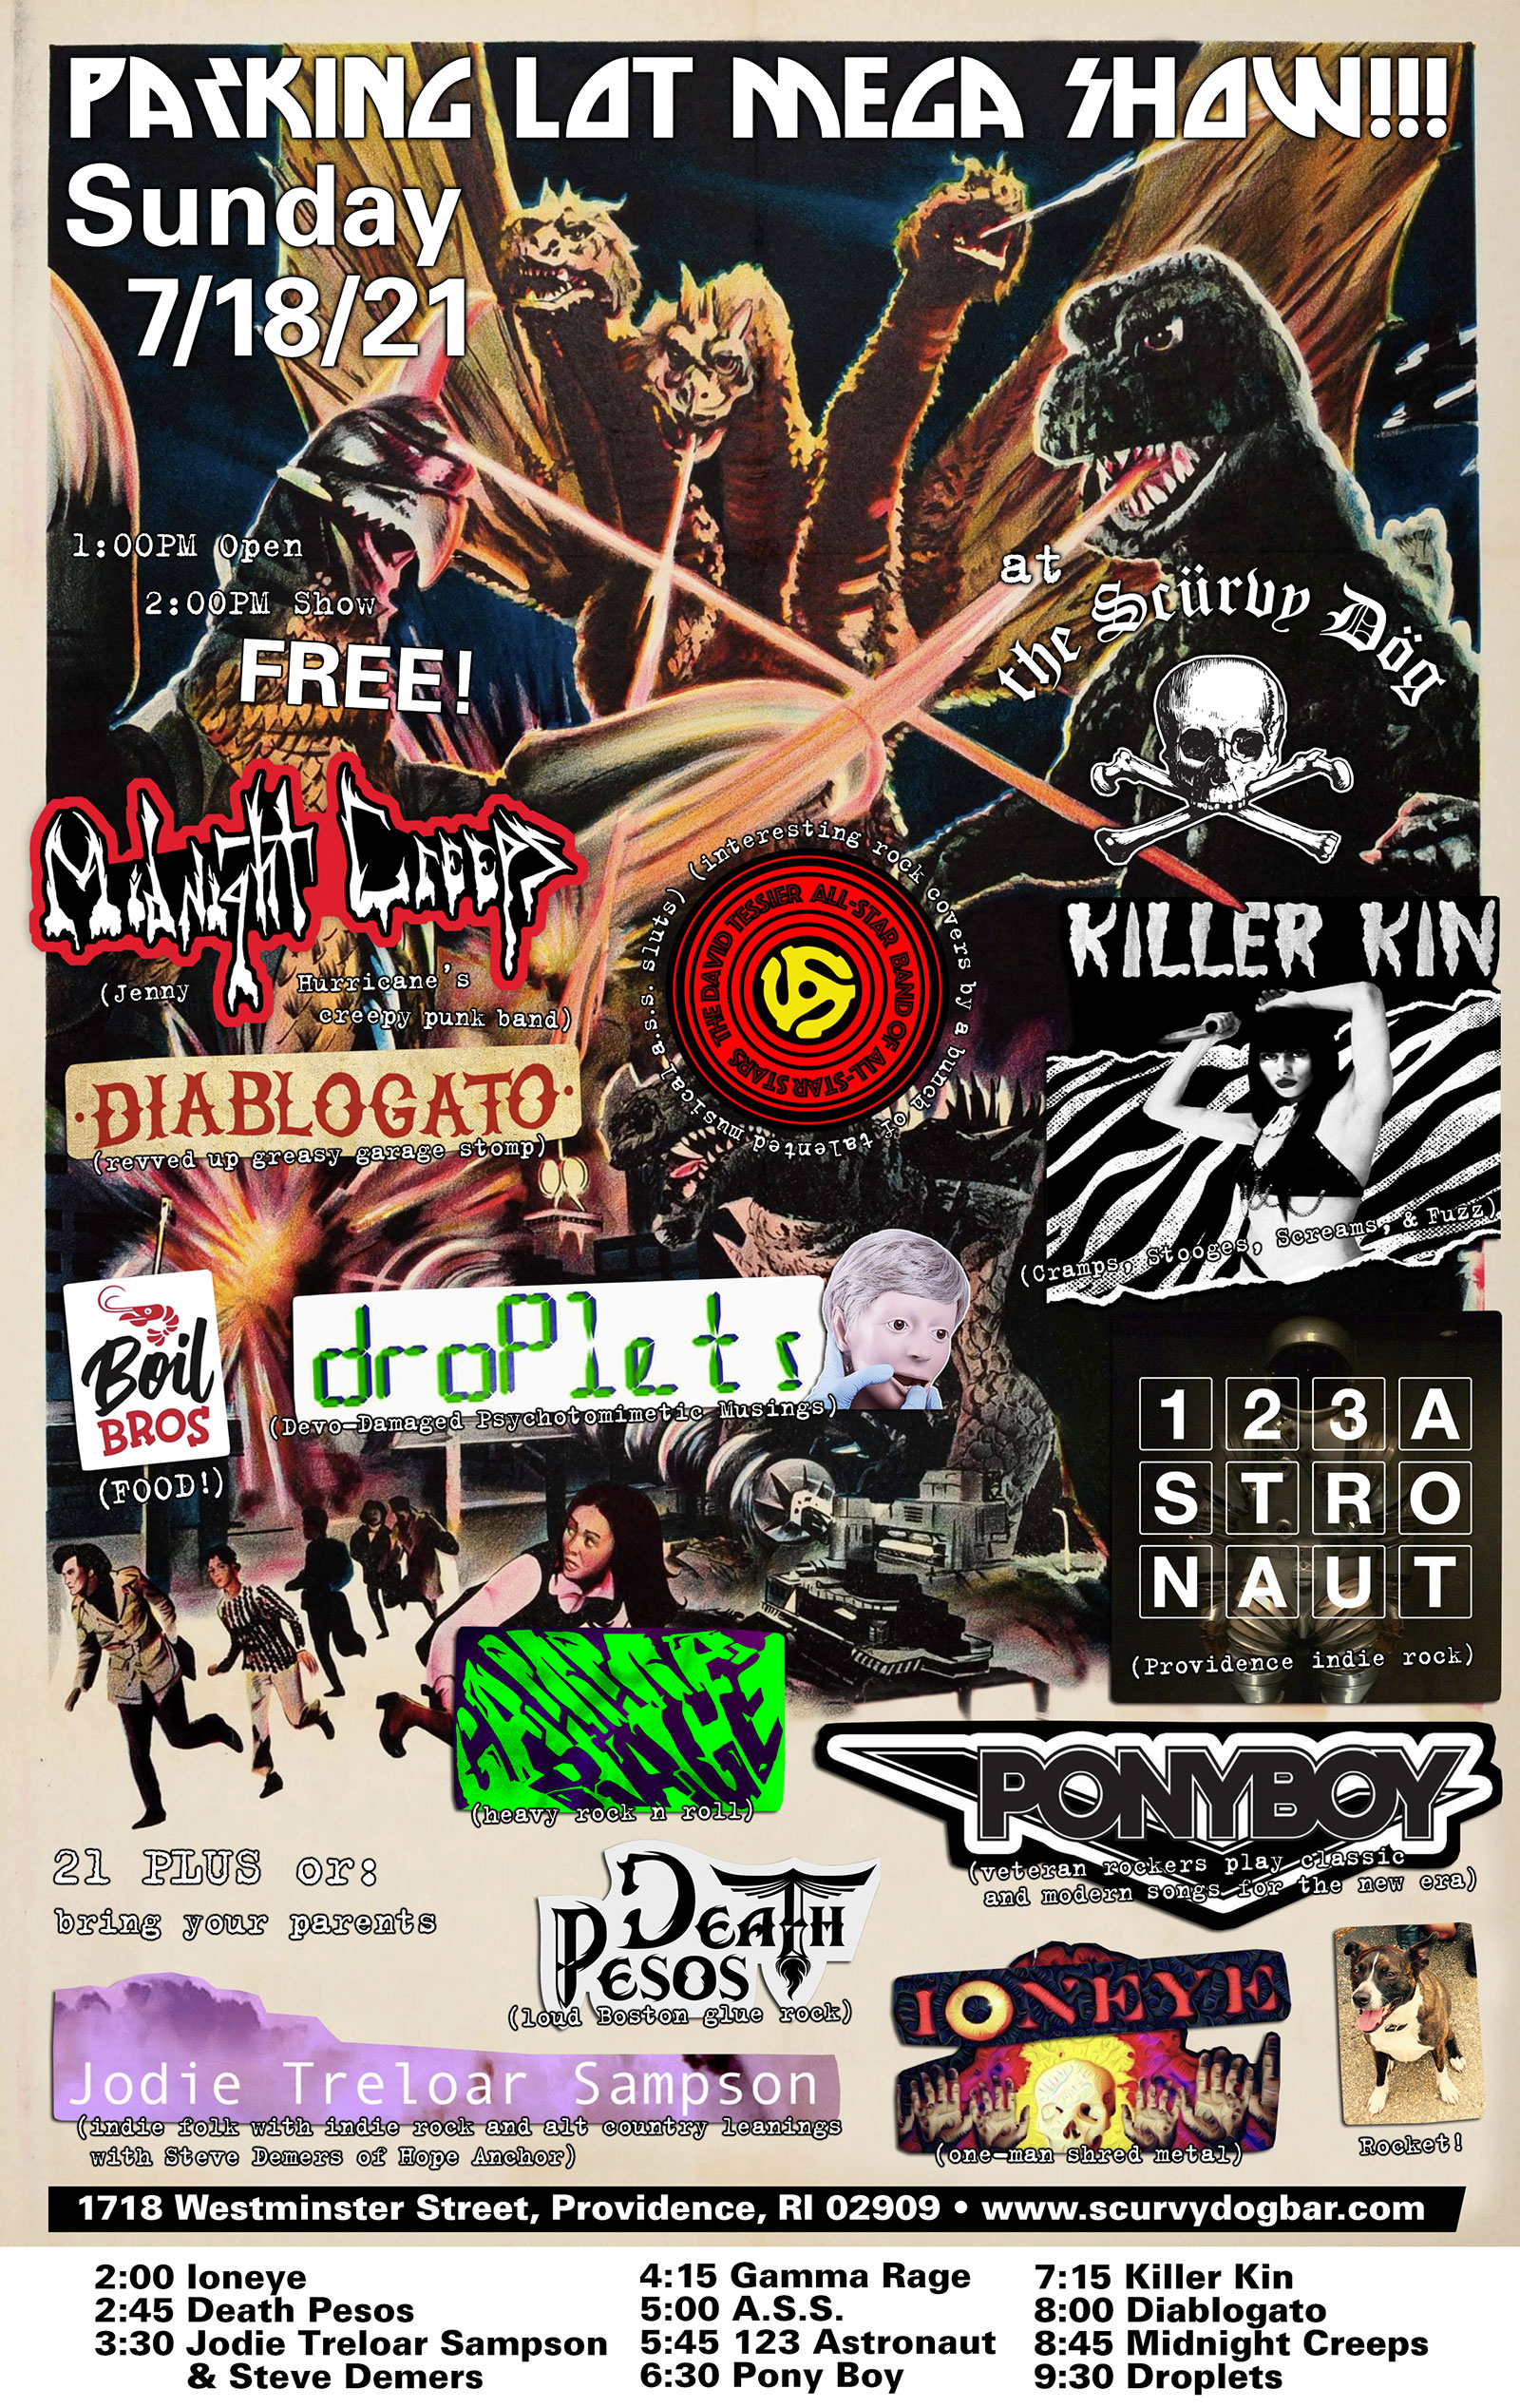 PARKING LOT MEGA SHOW!!!
Sunday
7/18/21
1:00PM Open
2:00PM Show
FREE!
at
the Scürvy Dög
Midnight Creeps
(Jenny Hurricane's
creepy punk band)
(interesting rock covers by a bunch of talented musical a.s.s. sluts)
THE DAVID TESSIER ALL-STAR BAND OF ALL-STAR STARS
KILLER KIN
(Cramps, Stooges, Screams, & Fuzz)
·DIABLOGATO·
(revved up greasy garage stomp)
Boil
BROS
(FOOD!)
droPlets
(Devo-Damaged Psychotomimetic Musings)
1 2 3 A
S T R O
N A U T
(Providence indie rock)
GAMMA
RAGE
(heavy rock n roll)
PONYBOY
(veteran rockers play classic
and modern songs for the new era)
21 PLUS or:
bring your parents
DEATH
PESOS
(loud Boston glue rock)
IONEYE
(one-man shred metal)
Rocket!
Jodie Treloar Sampson
(indie folk with indie rock and alt country leanings
with Steve Demers of Hope Anchor)
1718 Westminster Street, Providence, RI 02909 • www.scurvydogbar.com
2:00 Ioneye
2:45 Death Pesos
3:30 Jodie Treloar Sampson
& Steve Demers
4:15 Gamma Rage
5:00 A.S.S.
5:45 123 Astronaut
6:30 Pony Boy
7:15 Killer Kin
8:00 Diablogato
8:45 Midnight Creeps
9:30 Droplets